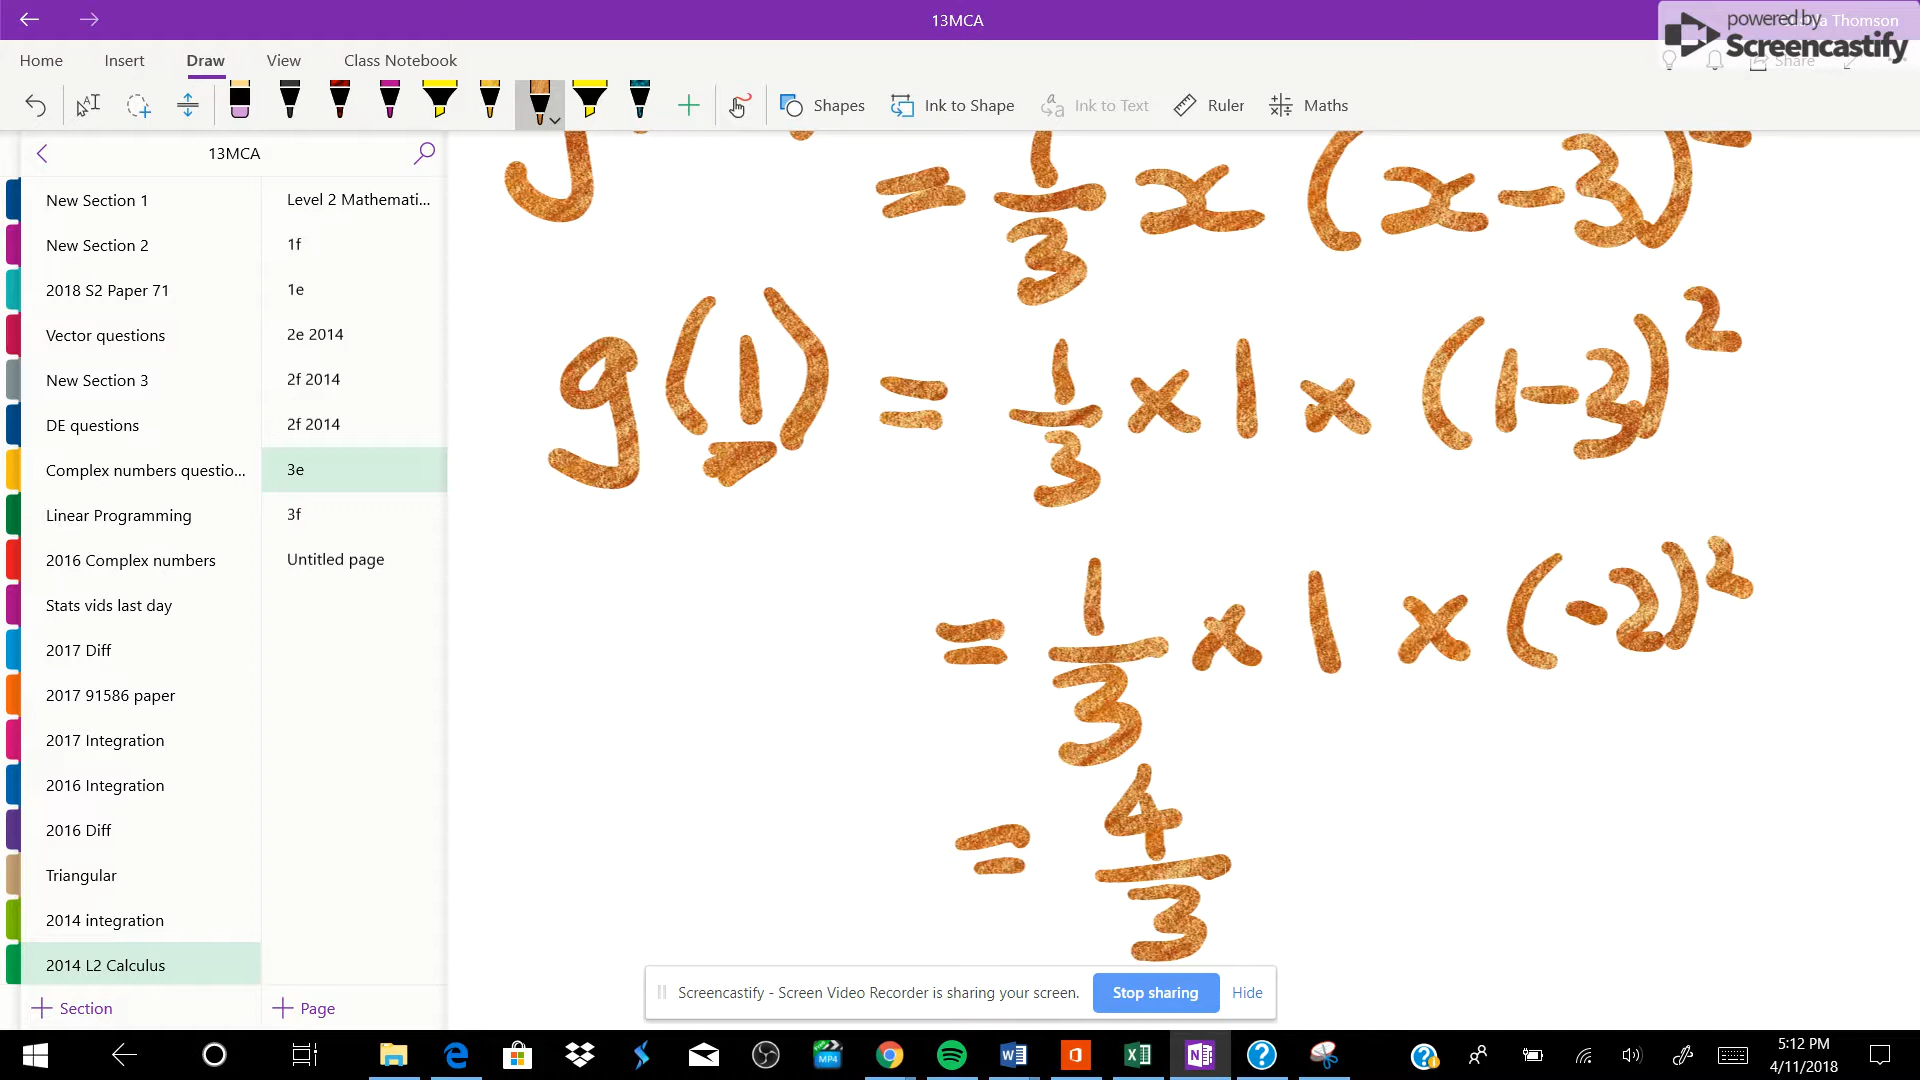 13MCA
powered by
Screencastify
Thomson
Home Insert Draw View Class Notebook
Share
Shapes Ink to Shape Ink to Text Ruler Maths
13MCA
New Section 1
New Section 2
2018 S2 Paper 71
Vector questions
New Section 3
DE questions
Complex numbers questio...
Linear Programming
2016 Complex numbers
Stats vids last day
2017 Diff
2017 91586 paper
2017 Integration
2016 Integration
2016 Diff
Triangular
2014 integration
2014 L2 Calculus
+ Section
Level 2 Mathemati...
1f
1e
2e 2014
2f 2014
2f 2014
3e
3f
Untitled page
+ Page
= 1/3 x (x-3)
g(1) = 1/3 × 1 × (1-3)²
= 1/3 × 1 × (-2)²
= 4/3
Screencastify - Screen Video Recorder is sharing your screen. Stop sharing Hide
5:12 PM
4/11/2018